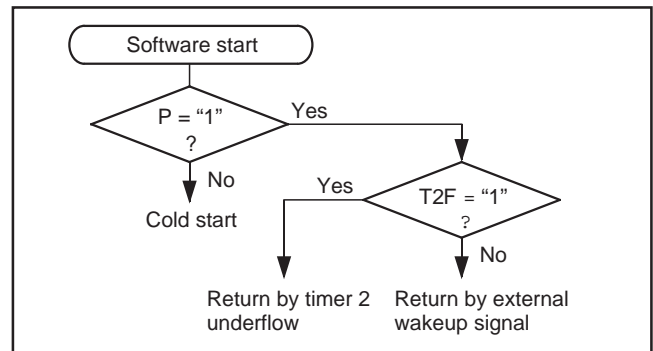 Software start
P = “1”
?
Yes
No
Cold start
T2F = “1”
?
Yes
No
Return by timer 2
underflow
Return by external
wakeup signal